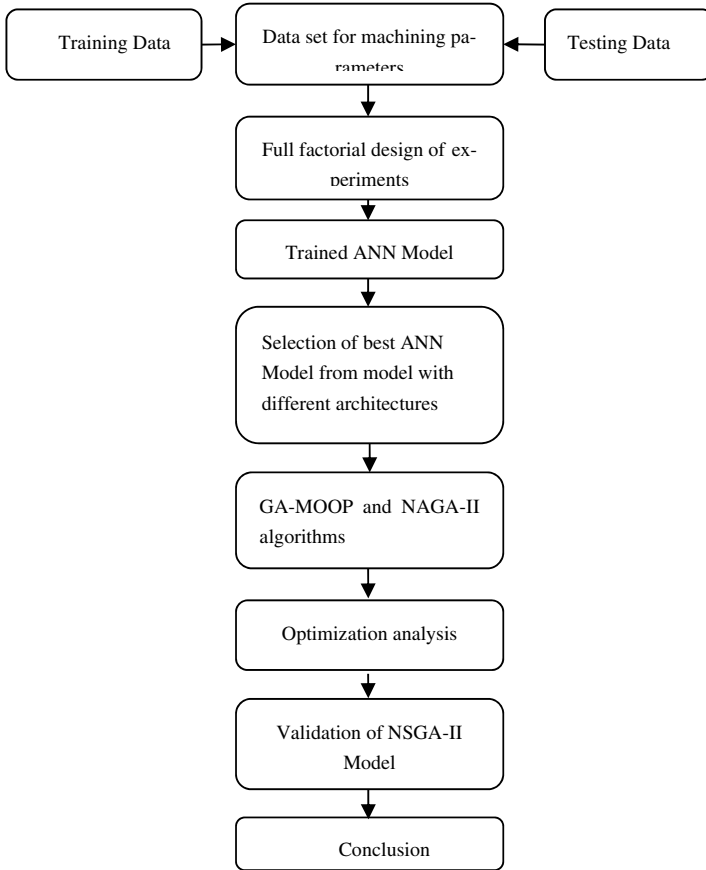 Training Data
Data set for machining pa-
rameters
Testing Data
Full factorial design of ex-
periments
Trained ANN Model
Selection of best ANN
Model from model with
different architectures
GA-MOOP and NAGA-II
algorithms
Optimization analysis
Validation of NSGA-II
Model
Conclusion